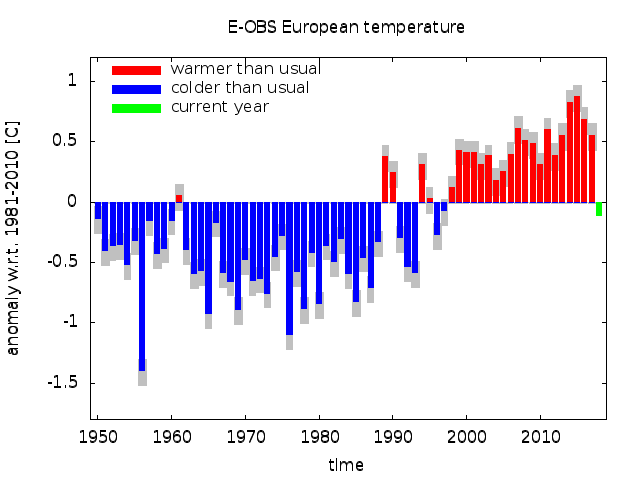 E-OBS European temperature
warmer than usual
colder than usual
current year
1
0.5
0
-0.5
-1
-1.5
anomaly w.r.t. 1981-2010 [C]
1950 1960 1970 1980 1990 2000 2010
time